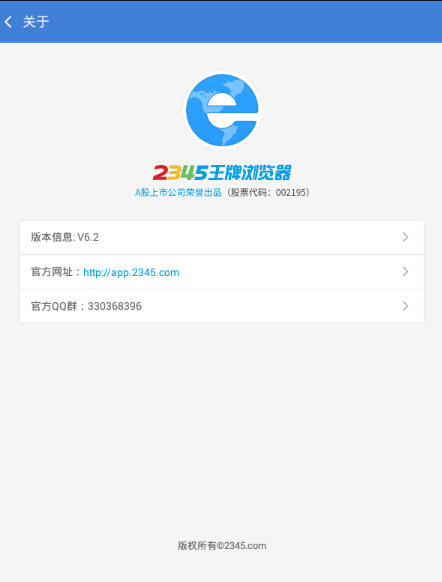 关于
2345王牌浏览器
A股上市公司荣誉出品（股票代码：002195）
版本信息: V6.2
官方网址：http://app.2345.com
官方QQ群：330368396
版权所有©2345.com